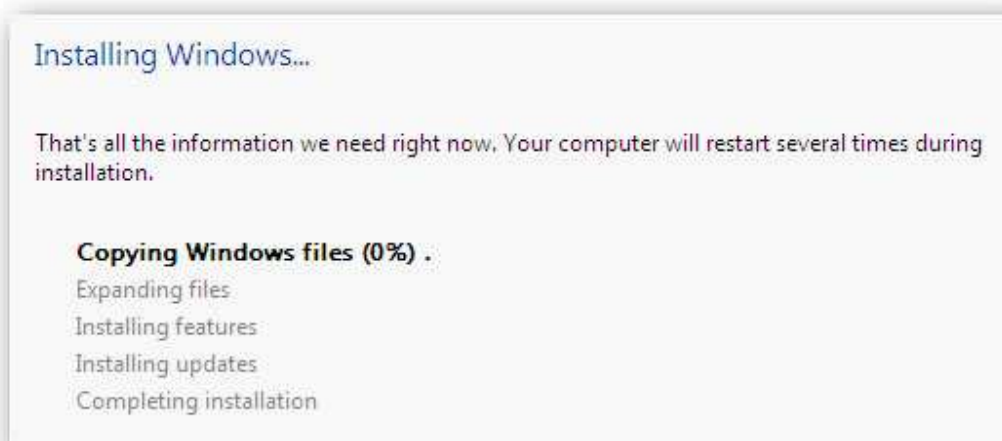 Installing Windows...
That's all the information we need right now. Your computer will restart several times during
installation.
Copying Windows files (0%) .
Expanding files
Installing features
Installing updates
Completing installation